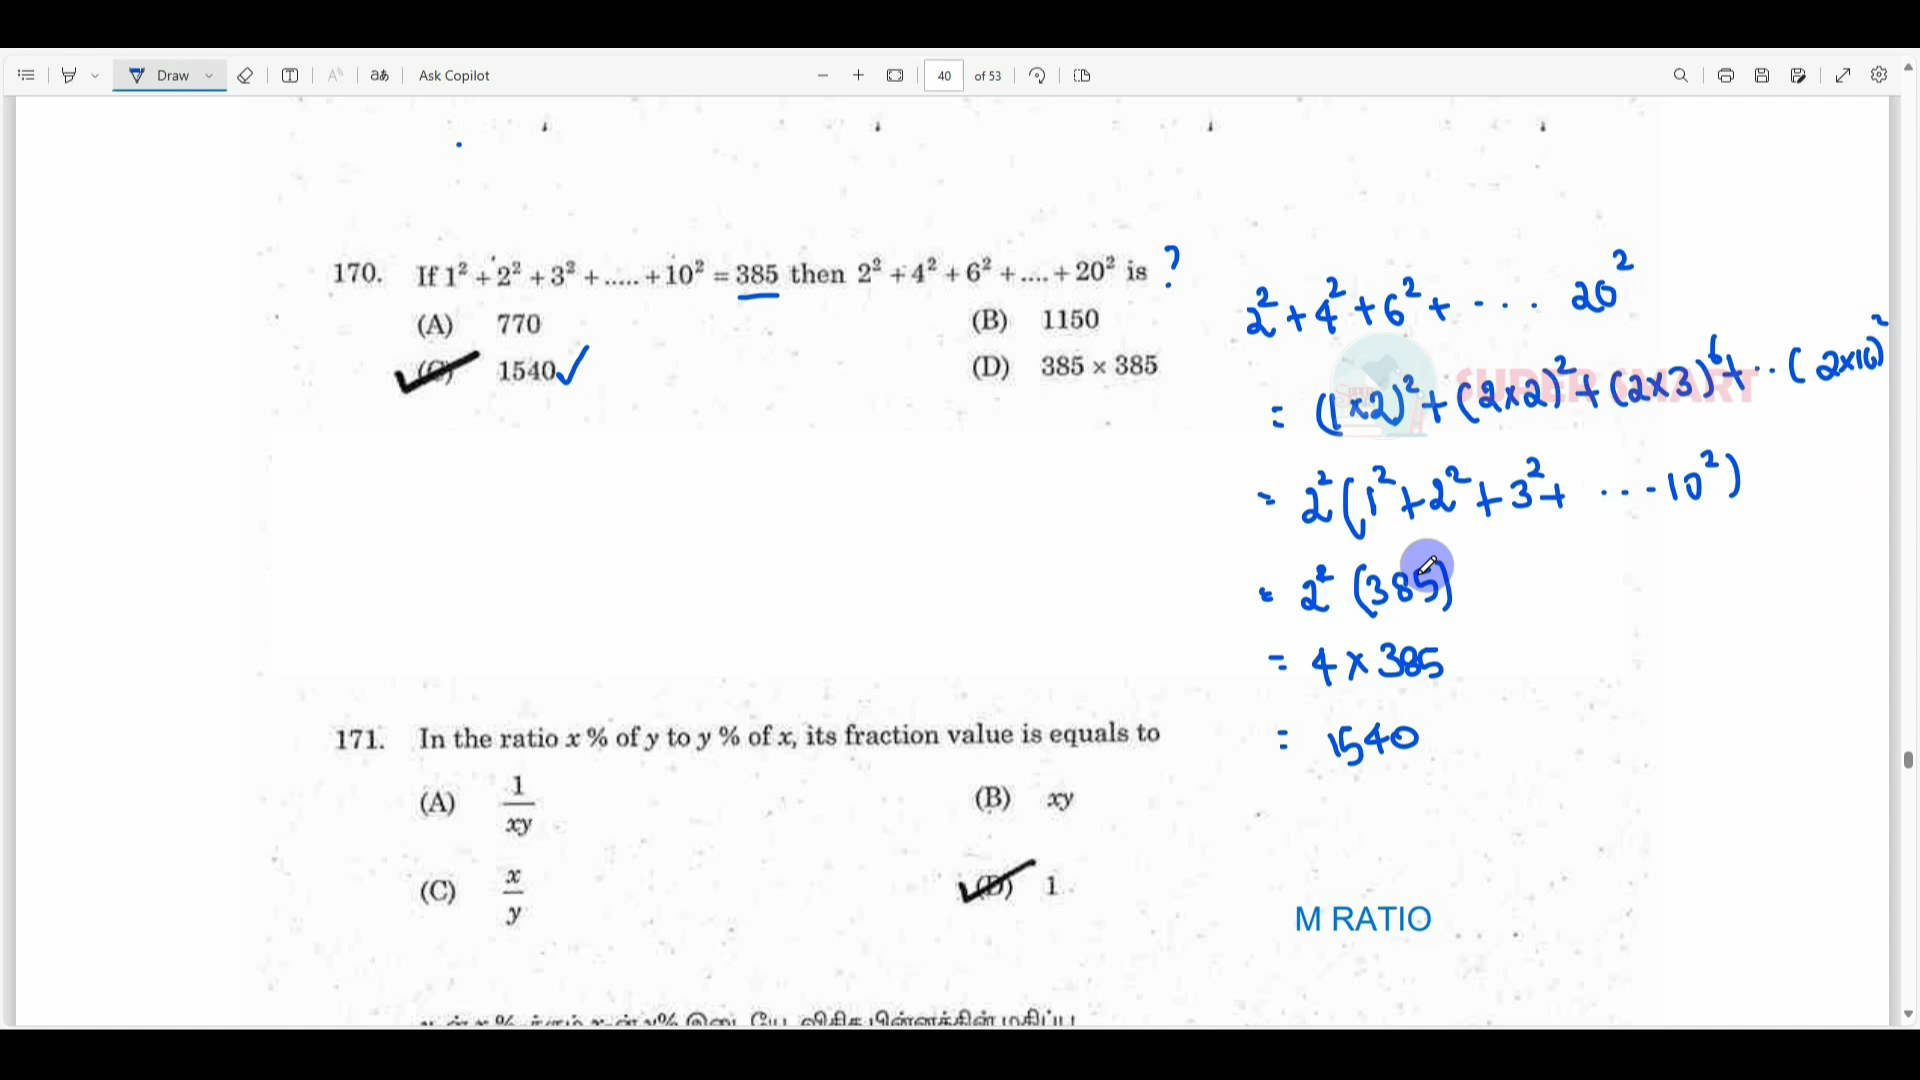 Draw
Ask Copilot
40 of 53
170. If 1² + 2² + 3² + ..... + 10² = 385 then 2² + 4² + 6² + .... + 20² is ?
(A) 770
(B) 1150
(C) 1540
(D) 385 × 385
2² + 4² + 6² + - . . . 20²
= (1×2)² + (2×2)² + (2×3)⁶ + .. (2×10)²
= 2² (1² + 2² + 3² + ... - 10²)
= 2² (385)
= 4 × 385
= 1540
SUPER SMART
171. In the ratio x % of y to y % of x, its fraction value is equals to
(A) 1/xy
(B) xy
(C) x/y
(D) 1
M RATIO